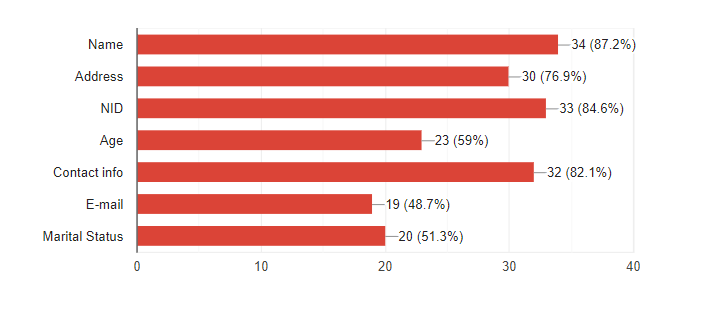 Name 34 (87.2%)
Address 30 (76.9%)
NID 33 (84.6%)
Age 23 (59%)
Contact info 32 (82.1%)
E-mail 19 (48.7%)
Marital Status 20 (51.3%)
0 10 20 30 40